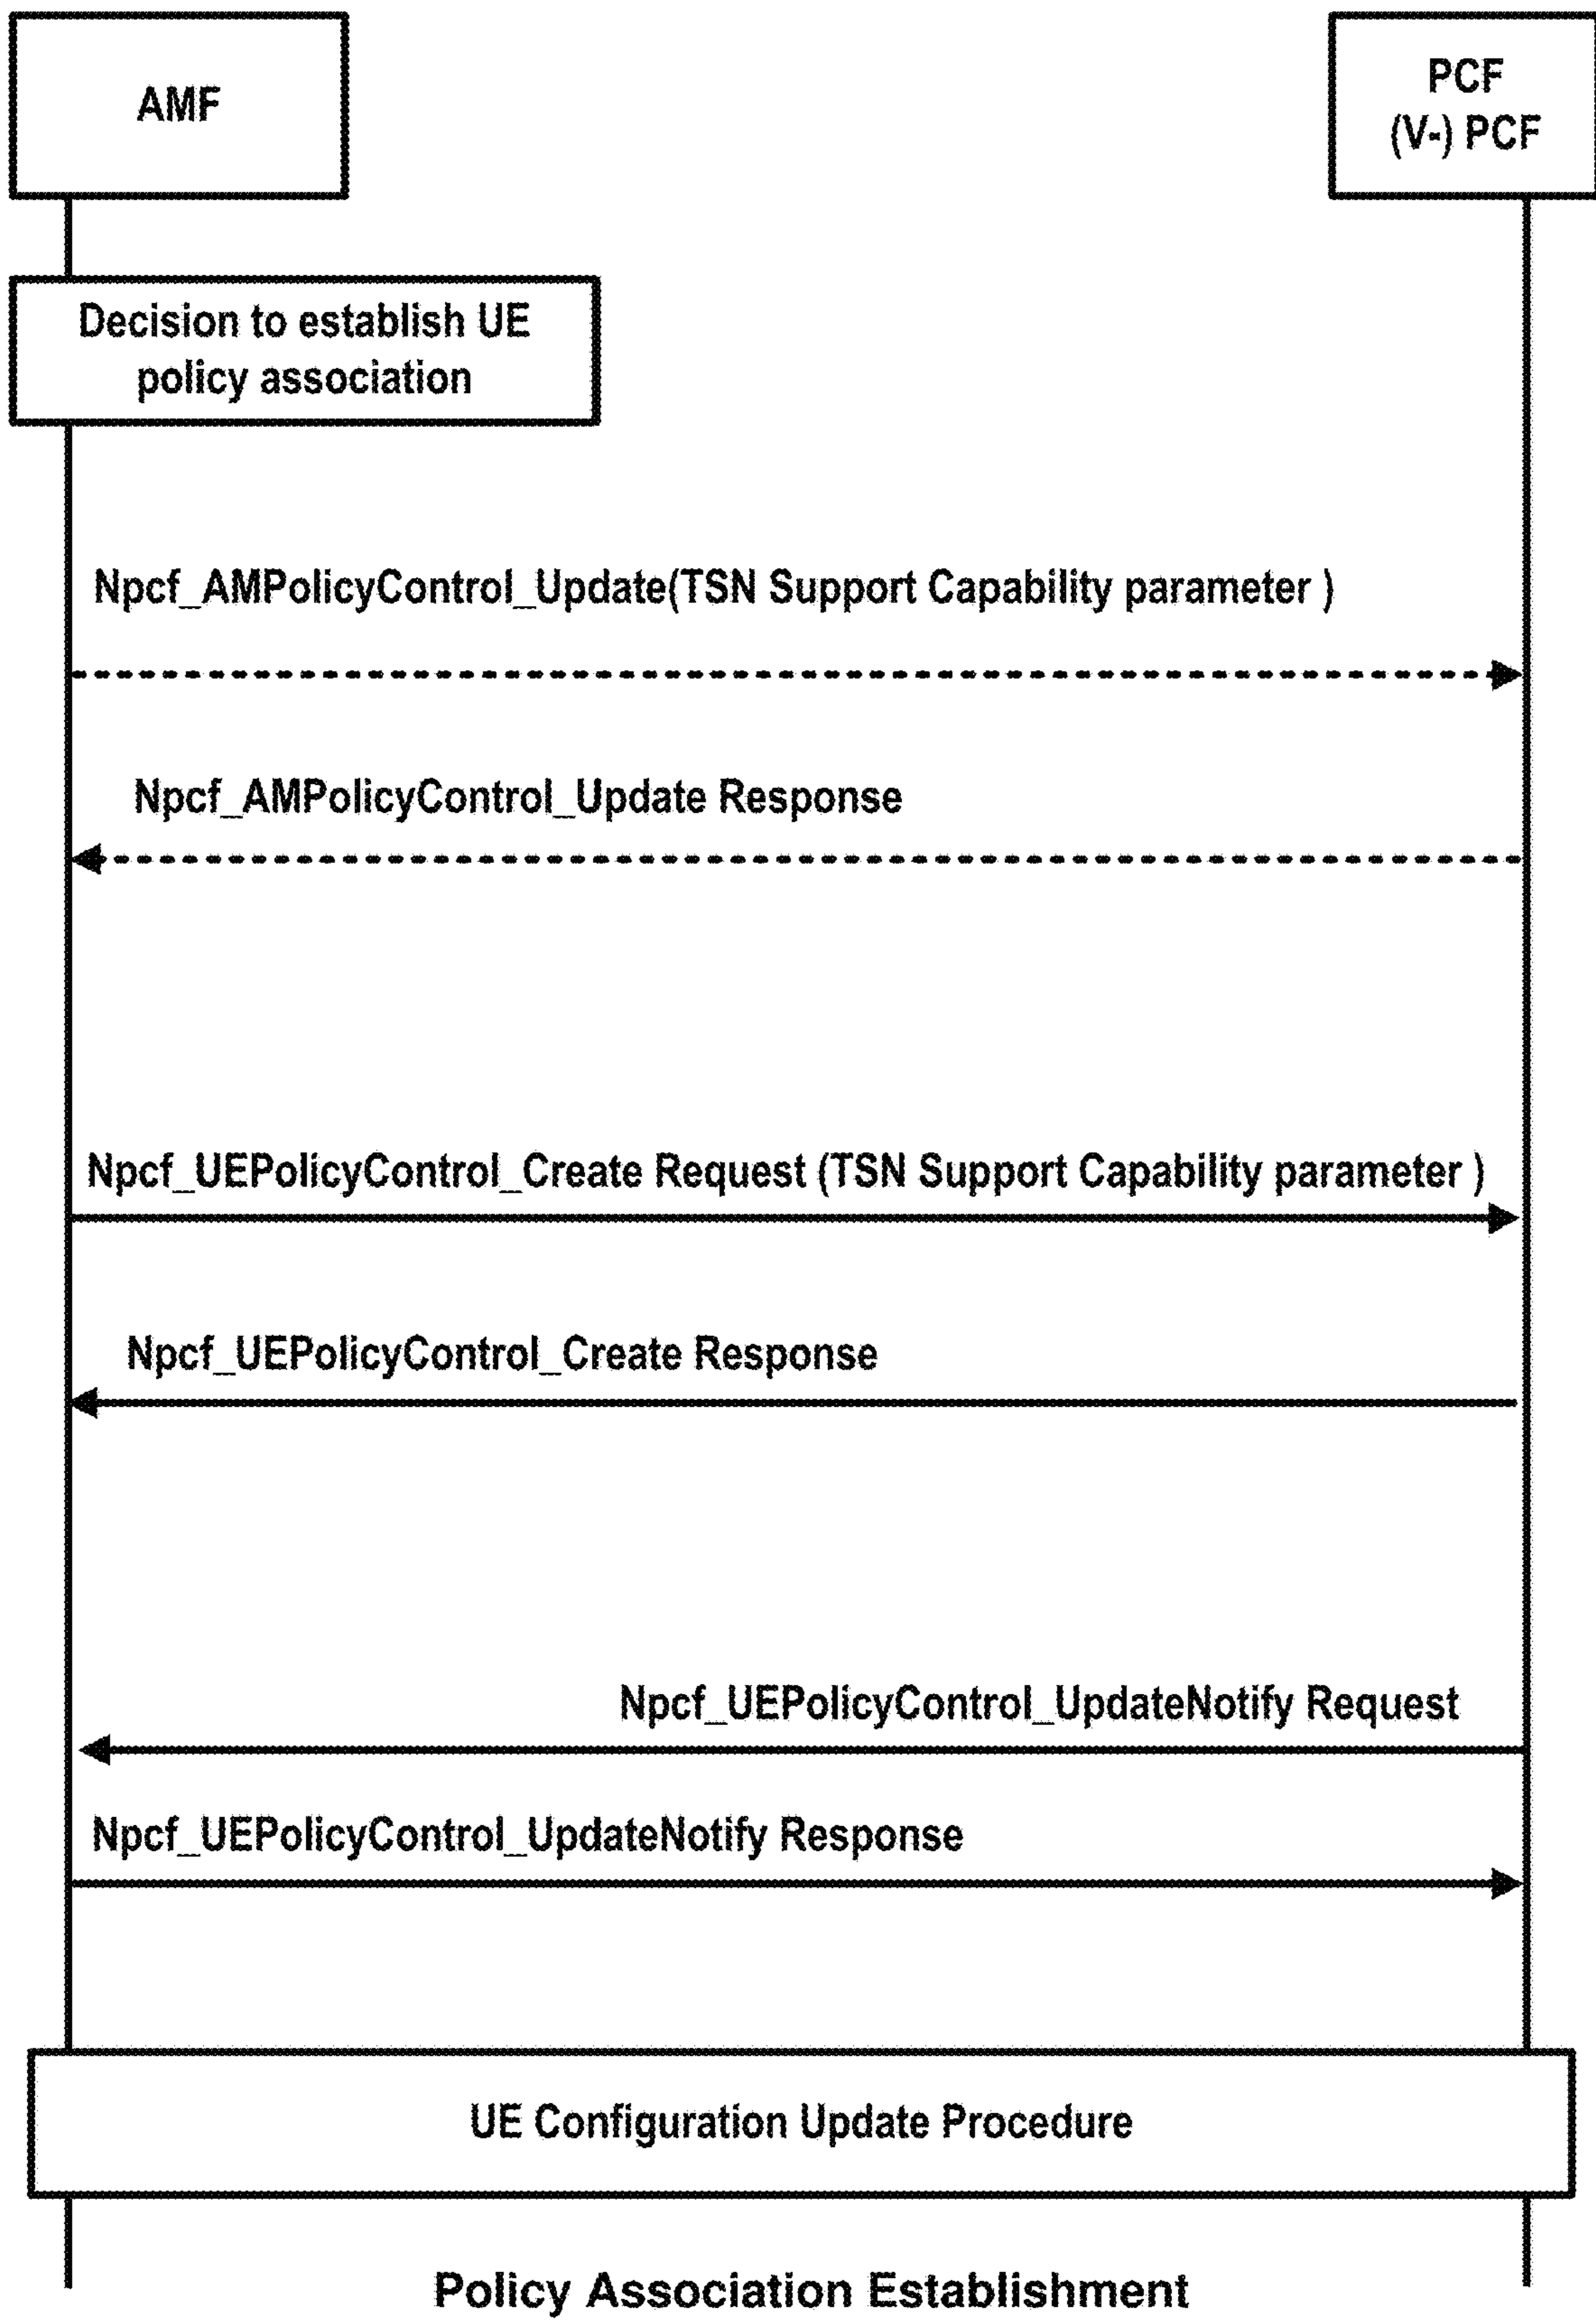 AMF
PCF
(V-) PCF
Decision to establish UE
policy association
Npcf_AMPolicyControl_Update(TSN Support Capability parameter )
Npcf_AMPolicyControl_Update Response
Npcf_UEPolicyControl_Create Request (TSN Support Capability parameter )
Npcf_UEPolicyControl_Create Response
Npcf_UEPolicyControl_UpdateNotify Request
Npcf_UEPolicyControl_UpdateNotify Response
UE Configuration Update Procedure
Policy Association Establishment